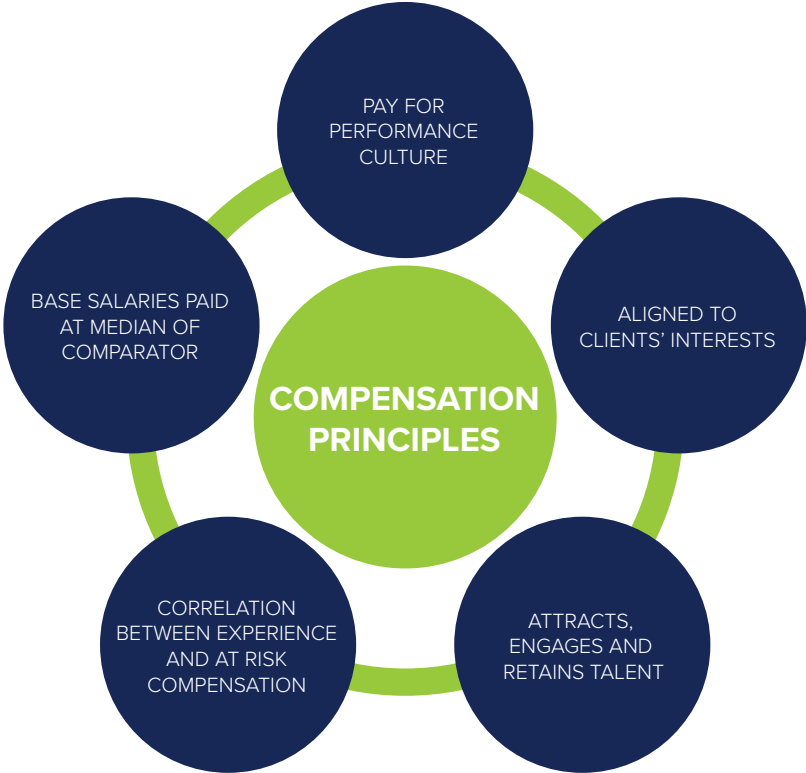 PAY FOR
PERFORMANCE
CULTURE
ALIGNED TO
CLIENTS’ INTERESTS
ATTRACTS,
ENGAGES AND
RETAINS TALENT
CORRELATION
BETWEEN EXPERIENCE
AND AT RISK
COMPENSATION
BASE SALARIES PAID
AT MEDIAN OF
COMPARATOR
COMPENSATION
PRINCIPLES